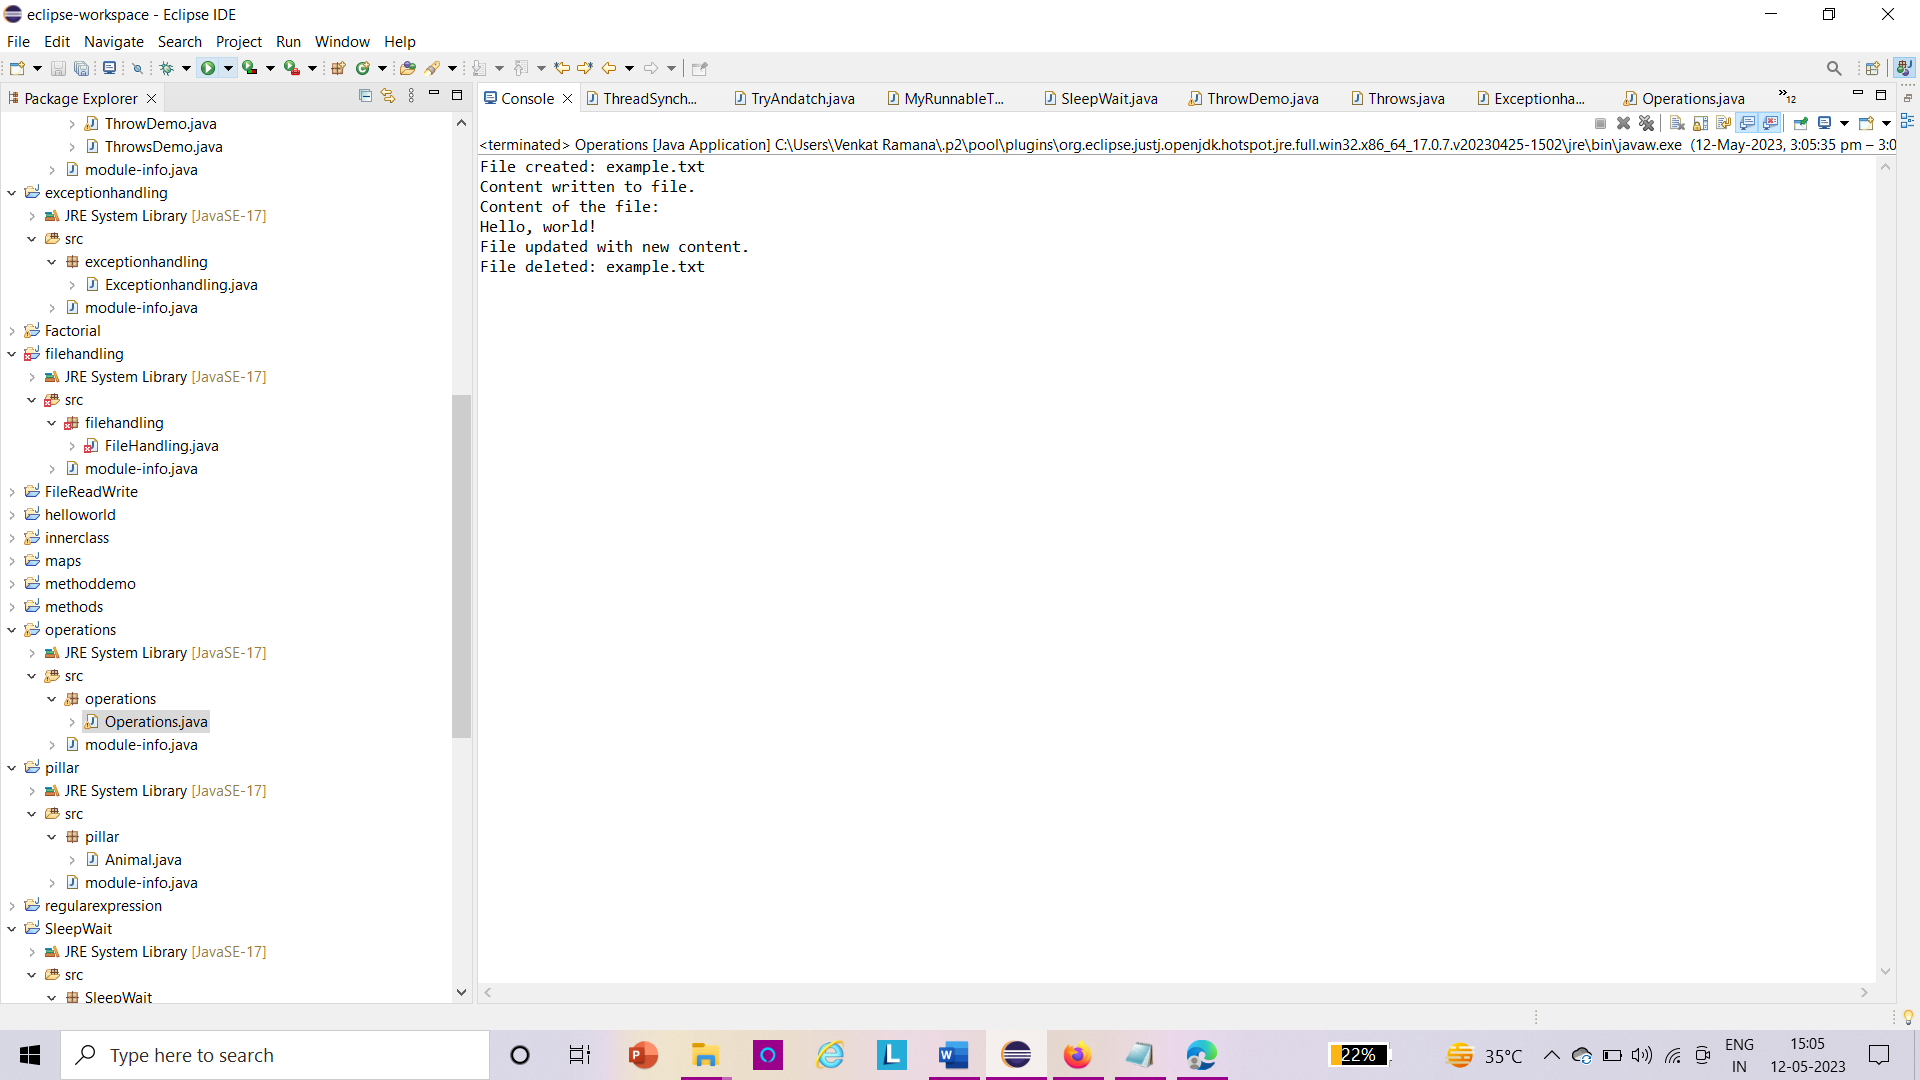 eclipse-workspace - Eclipse IDE
File Edit Navigate Search Project Run Window Help
Package Explorer
ThrowDemo.java
ThrowsDemo.java
module-info.java
exceptionhandling
JRE System Library [JavaSE-17]
src
exceptionhandling
Exceptionhandling.java
module-info.java
Factorial
filehandling
JRE System Library [JavaSE-17]
src
filehandling
FileHandling.java
module-info.java
FileReadWrite
helloworld
innerclass
maps
methoddemo
methods
operations
JRE System Library [JavaSE-17]
src
operations
Operations.java
module-info.java
pillar
JRE System Library [JavaSE-17]
src
pillar
Animal.java
module-info.java
regularexpression
SleepWait
JRE System Library [JavaSE-17]
src
SleepWait
Console ThreadSynch... TryAndatch.java MyRunnableT... SleepWait.java ThrowDemo.java Throws.java Exceptionha... Operations.java »12
<terminated> Operations [Java Application] C:\Users\Venkat Ramana\.p2\pool\plugins\org.eclipse.justj.openjdk.hotspot.jre.full.win32.x86_64_17.0.7.v20230425-1502\jre\bin\javaw.exe (12-May-2023, 3:05:35 pm – 3:0
File created: example.txt
Content written to file.
Content of the file:
Hello, world!
File updated with new content.
File deleted: example.txt
Type here to search
22%
35°C
ENG
IN
15:05
12-05-2023